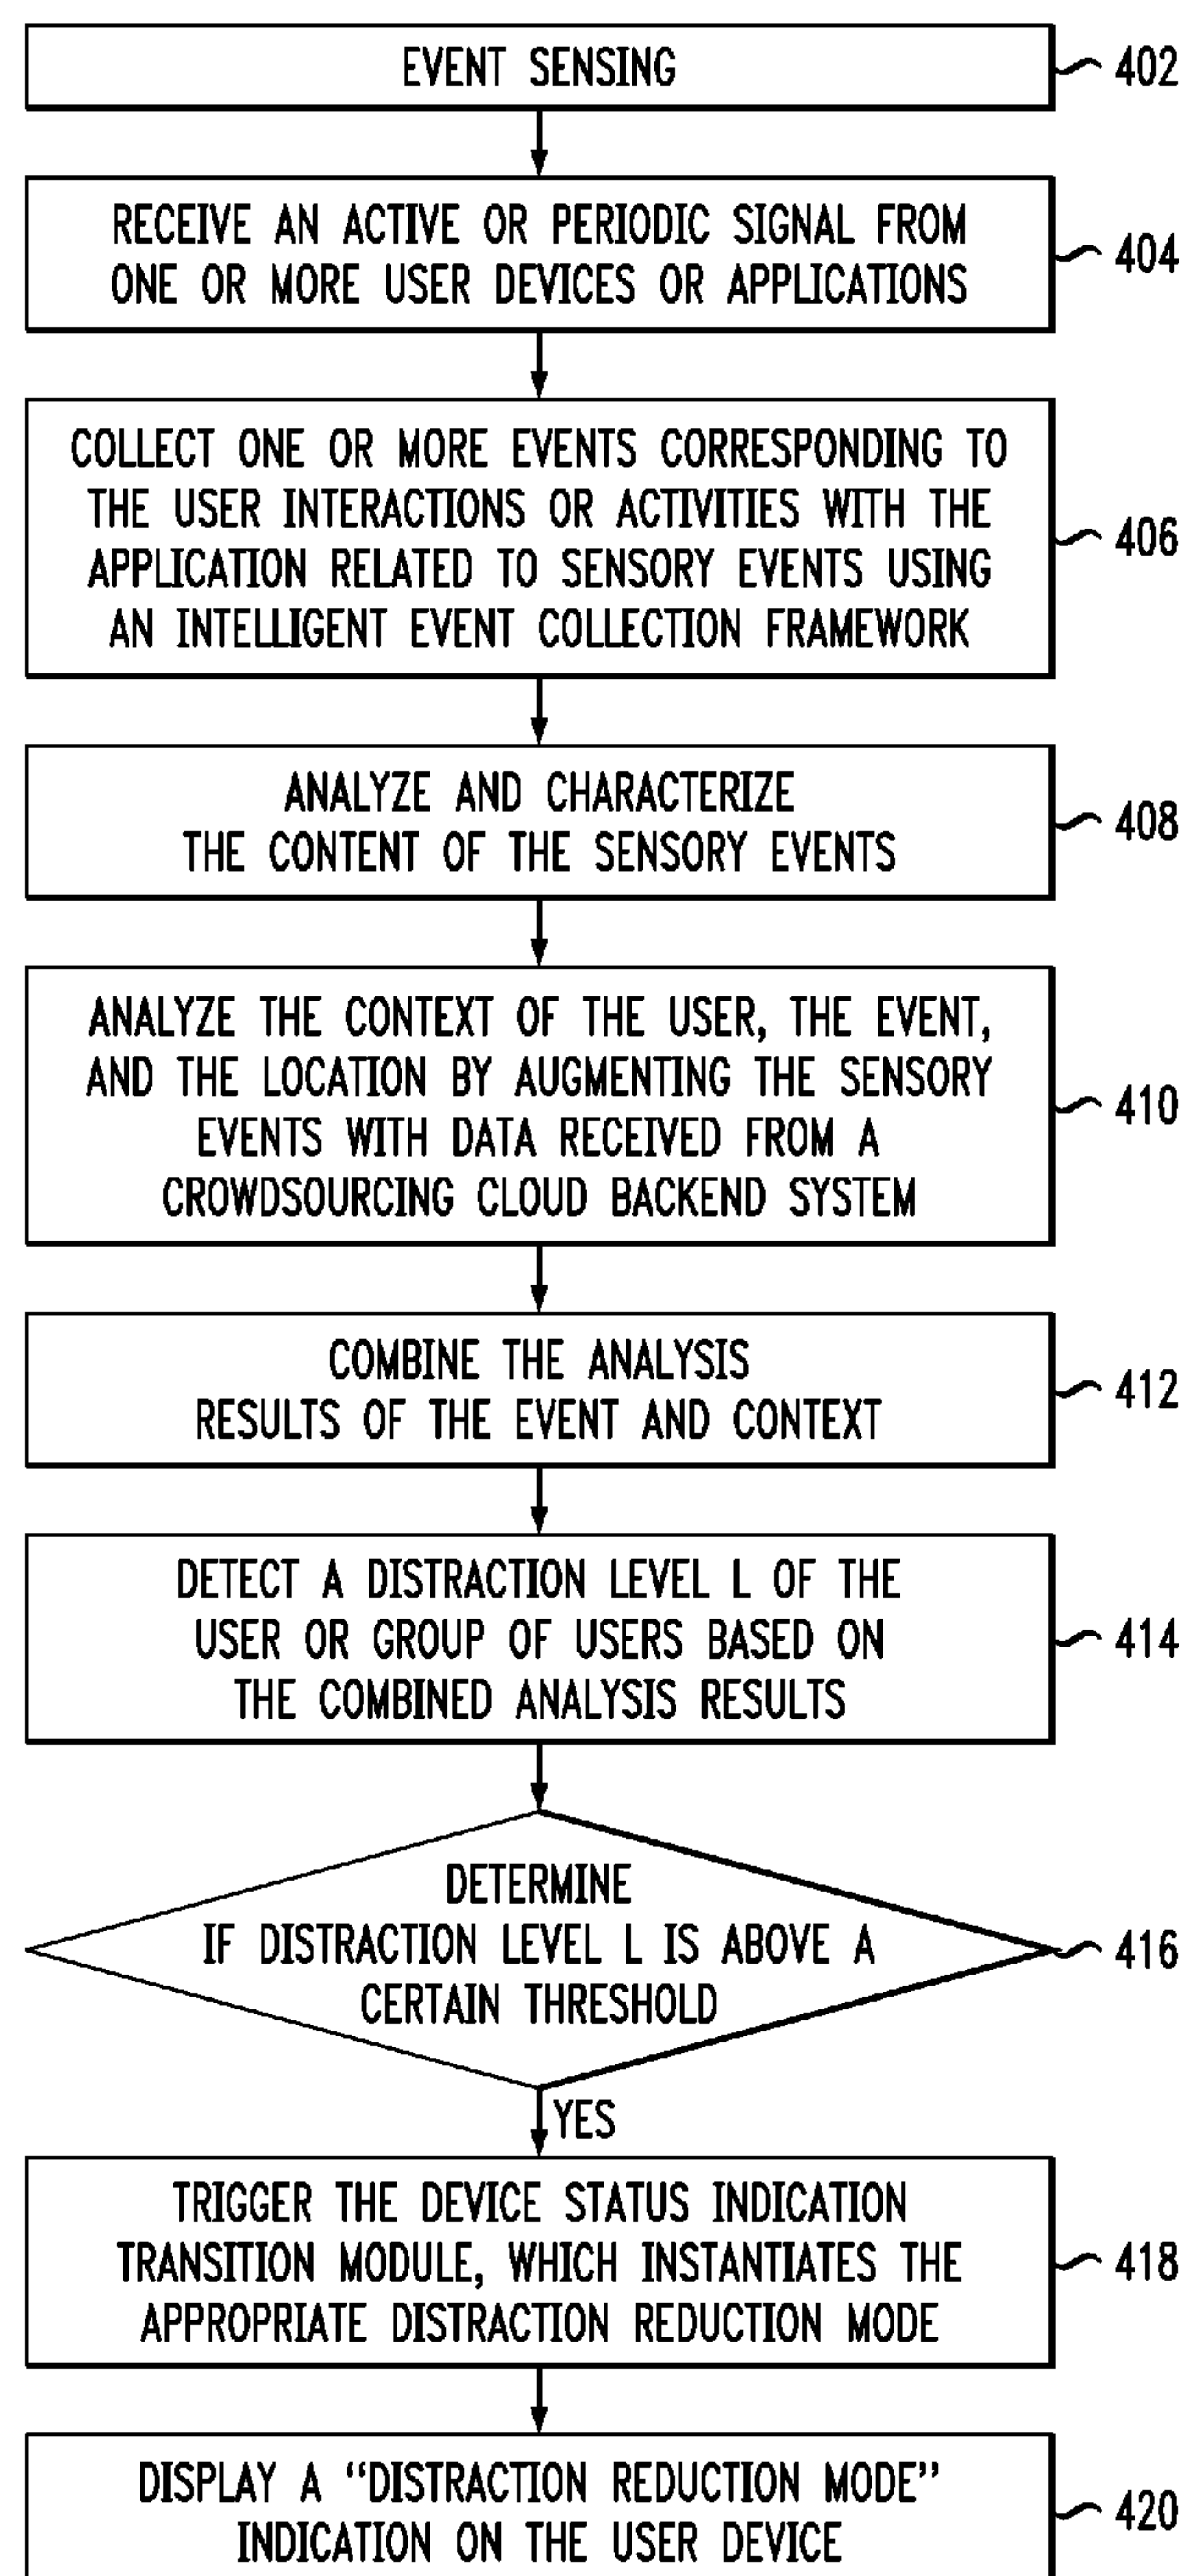 EVENT SENSING
402
RECEIVE AN ACTIVE OR PERIODIC SIGNAL FROM
ONE OR MORE USER DEVICES OR APPLICATIONS
404
COLLECT ONE OR MORE EVENTS CORRESPONDING TO
THE USER INTERACTIONS OR ACTIVITIES WITH THE
APPLICATION RELATED TO SENSORY EVENTS USING
AN INTELLIGENT EVENT COLLECTION FRAMEWORK
406
ANALYZE AND CHARACTERIZE
THE CONTENT OF THE SENSORY EVENTS
408
ANALYZE THE CONTEXT OF THE USER, THE EVENT,
AND THE LOCATION BY AUGMENTING THE SENSORY
EVENTS WITH DATA RECEIVED FROM A
CROWDSOURCING CLOUD BACKEND SYSTEM
410
COMBINE THE ANALYSIS
RESULTS OF THE EVENT AND CONTEXT
412
DETECT A DISTRACTION LEVEL L OF THE
USER OR GROUP OF USERS BASED ON
THE COMBINED ANALYSIS RESULTS
414
DETERMINE
IF DISTRACTION LEVEL L IS ABOVE A
CERTAIN THRESHOLD
416
YES
TRIGGER THE DEVICE STATUS INDICATION
TRANSITION MODULE, WHICH INSTANTIATES THE
APPROPRIATE DISTRACTION REDUCTION MODE
418
DISPLAY A “DISTRACTION REDUCTION MODE”
INDICATION ON THE USER DEVICE
420